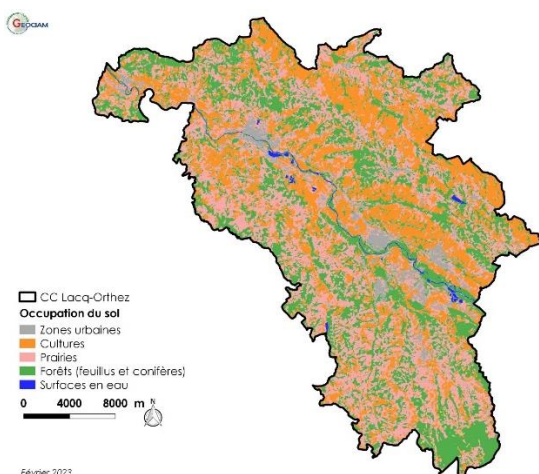 GEOGAM
CC Lacq-Orthez
Occupation du sol
Zones urbaines
Cultures
Prairies
Forêts (feuillus et conifères)
Surfaces en eau
0 4000 8000 m
N
Février 2023